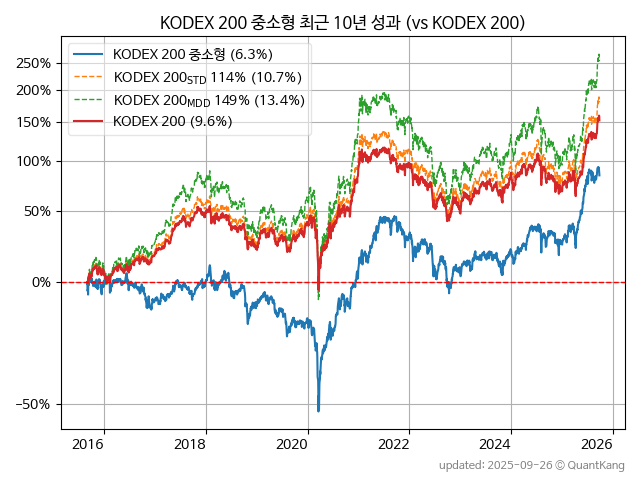 KODEX 200 중소형 최근 10년 성과 (vs KODEX 200)
KODEX 200 중소형 (6.3%)
KODEX 200STD 114% (10.7%)
KODEX 200MDD 149% (13.4%)
KODEX 200 (9.6%)
250%
200%
150%
100%
50%
0%
−50%
2016 2018 2020 2022 2024 2026
updated: 2025-09-26 © QuantKang